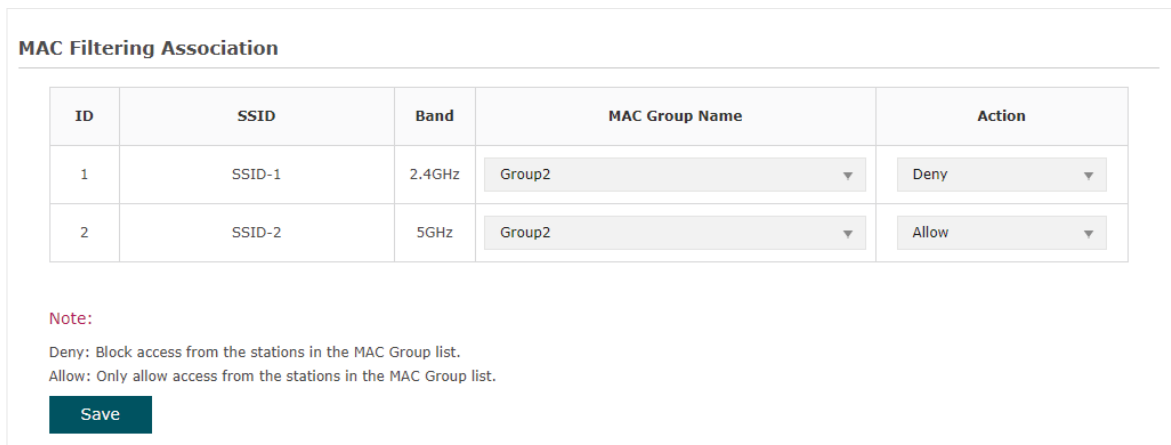 MAC Filtering Association
ID SSID Band MAC Group Name Action
1 SSID-1 2.4GHz Group2 Deny
2 SSID-2 5GHz Group2 Allow
Note:
Deny: Block access from the stations in the MAC Group list.
Allow: Only allow access from the stations in the MAC Group list.
Save